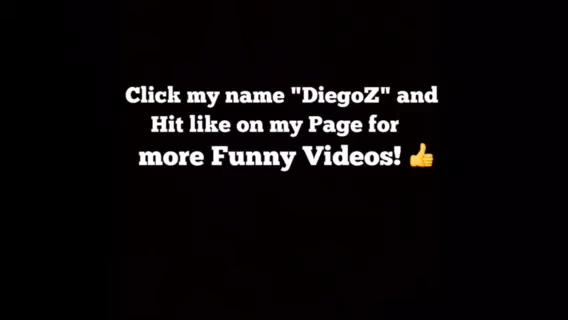 Click my name "DiegoZ" and
Hit like on my Page for
more Funny Videos! 👍